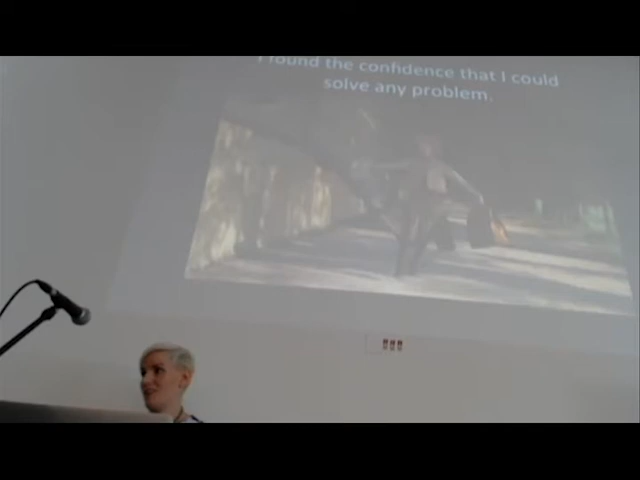 I found the confidence that I could
solve any problem.